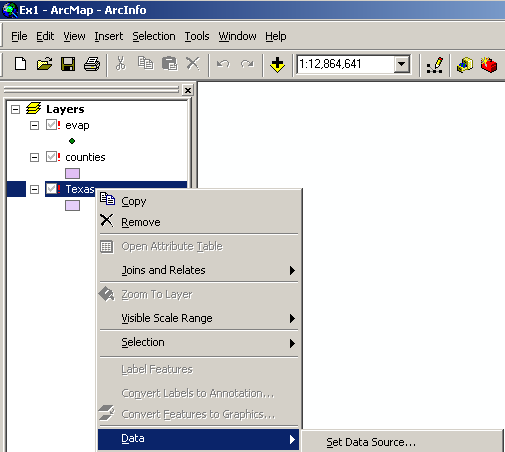 Ex1 - ArcMap - ArcInfo
File Edit View Insert Selection Tools Window Help
1:12,864,641
Layers
evap
counties
Texas
Copy
Remove
Open Attribute Table
Joins and Relates
Zoom To Layer
Visible Scale Range
Selection
Label Features
Convert Labels to Annotation...
Convert Features to Graphics...
Data
Set Data Source...